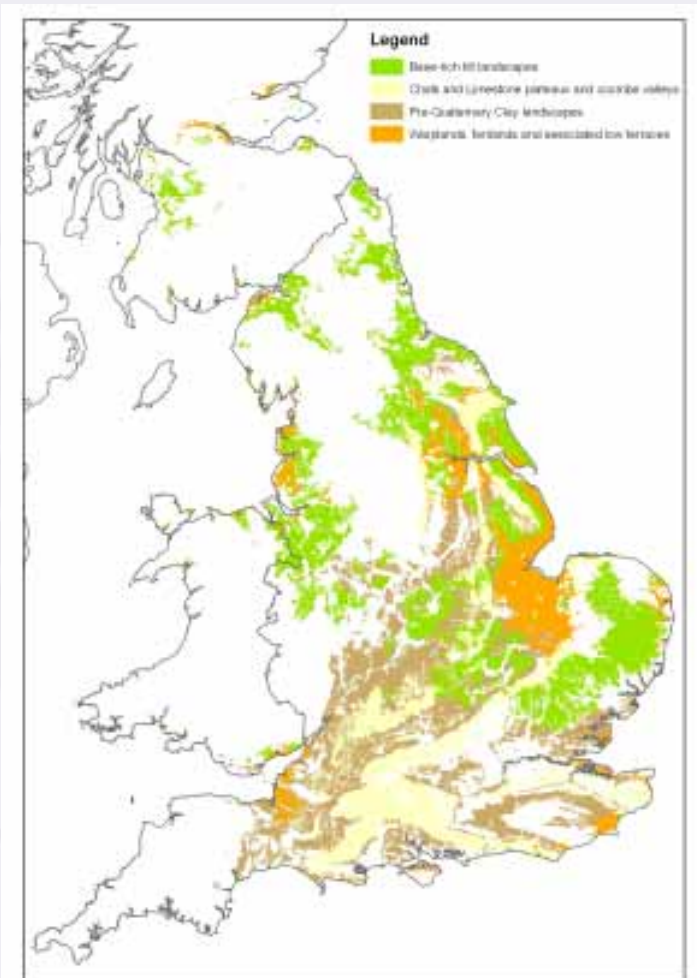 Legend
Base-rich till landscapes
Chalk and Limestone plateaux and coombe valleys
Pre-Quaternary Clay landscapes
Warplands, fenlands and associated low terraces